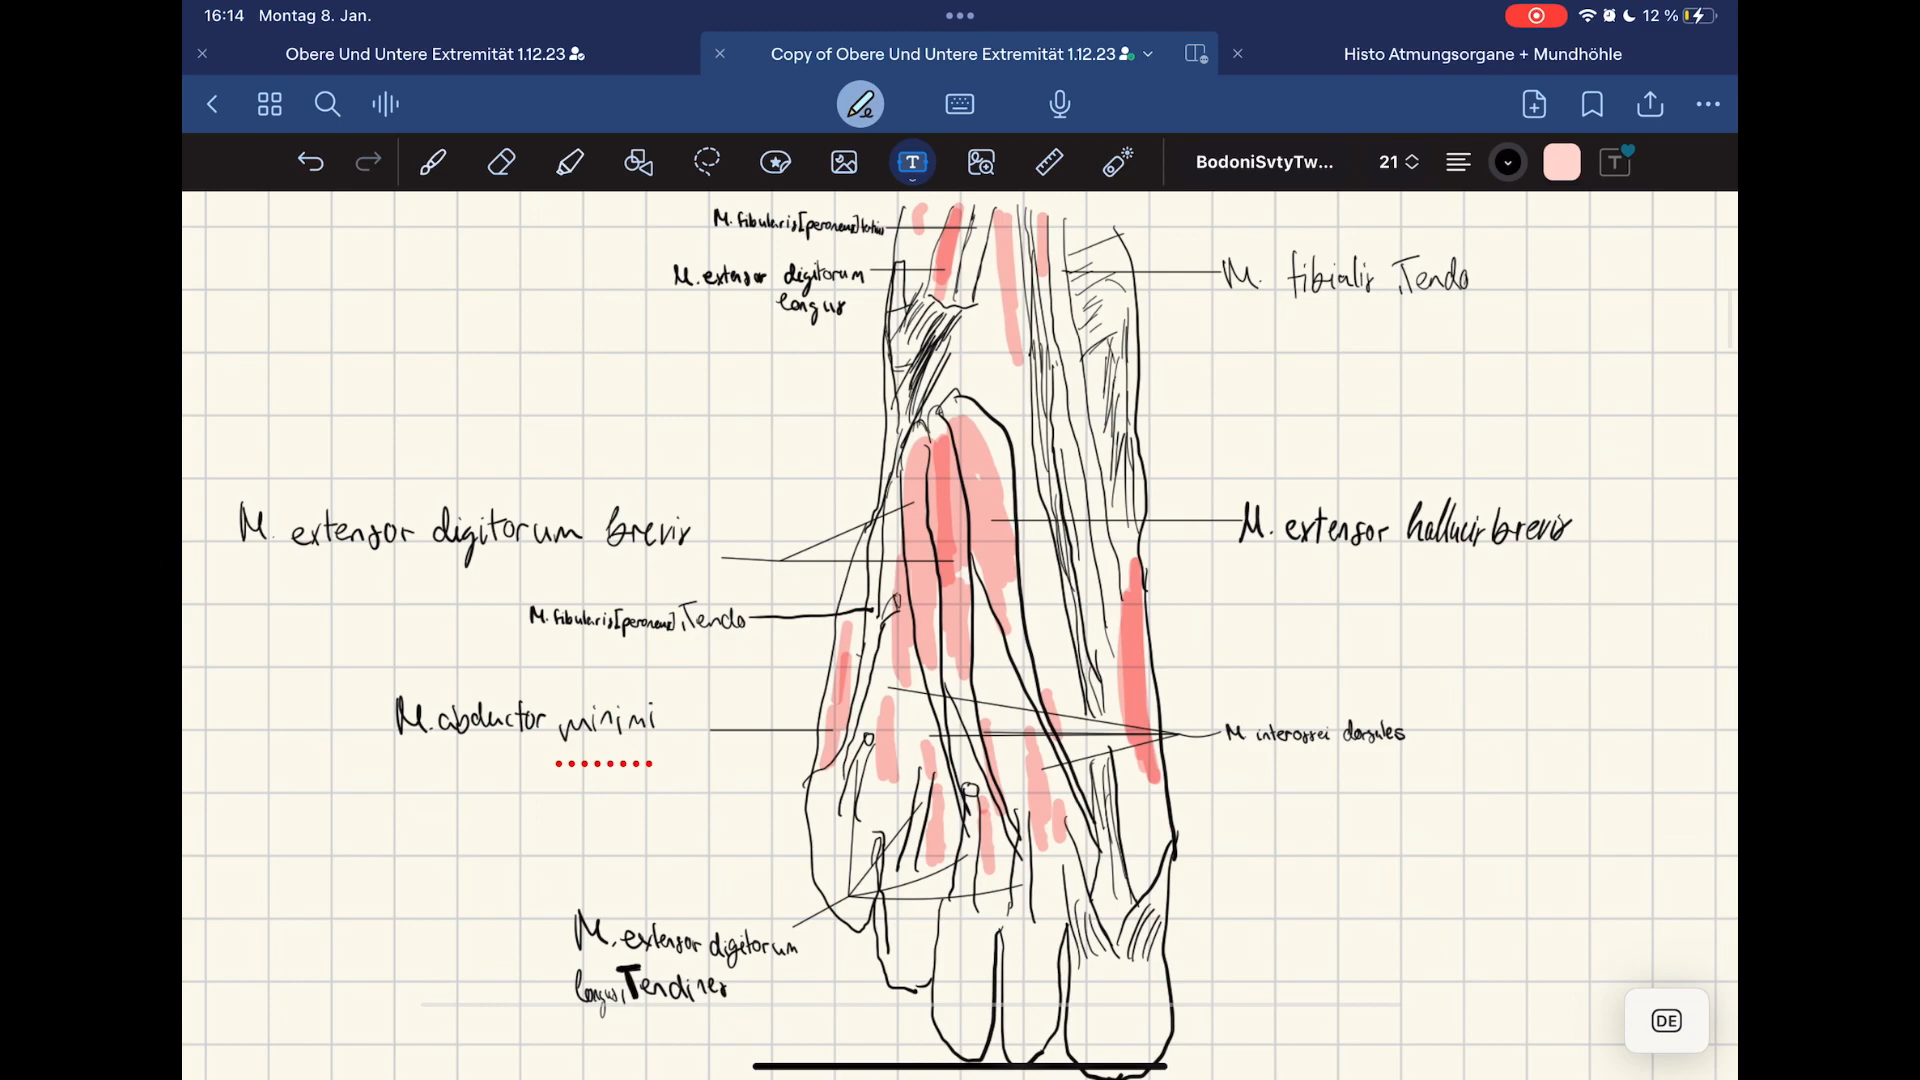 16:14 Montag 8. Jan. 12 %
Obere Und Untere Extremität 1.12.23
Copy of Obere Und Untere Extremität 1.12.23
Histo Atmungsorgane + Mundhöhle
BodoniSvtyTw... 21
M. fibularis[peroneus]
M. extensor digitorum
longus
M. fibialis ,Tendo
M. extensor digitorum brevis
M. extensor hallucis brevis
M. fibularis[peroneus],Tendo
M. abductor minimi
M interossei dorsales
M. extensor digitorum
longus,Tendines
DE